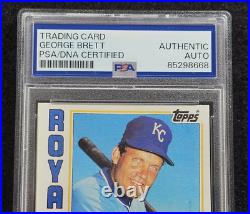 TRADING CARD
GEORGE BRETT
PSA/DNA CERTIFIED
AUTHENTIC
AUTO
85298668
PSA
topps
KC
ROYA